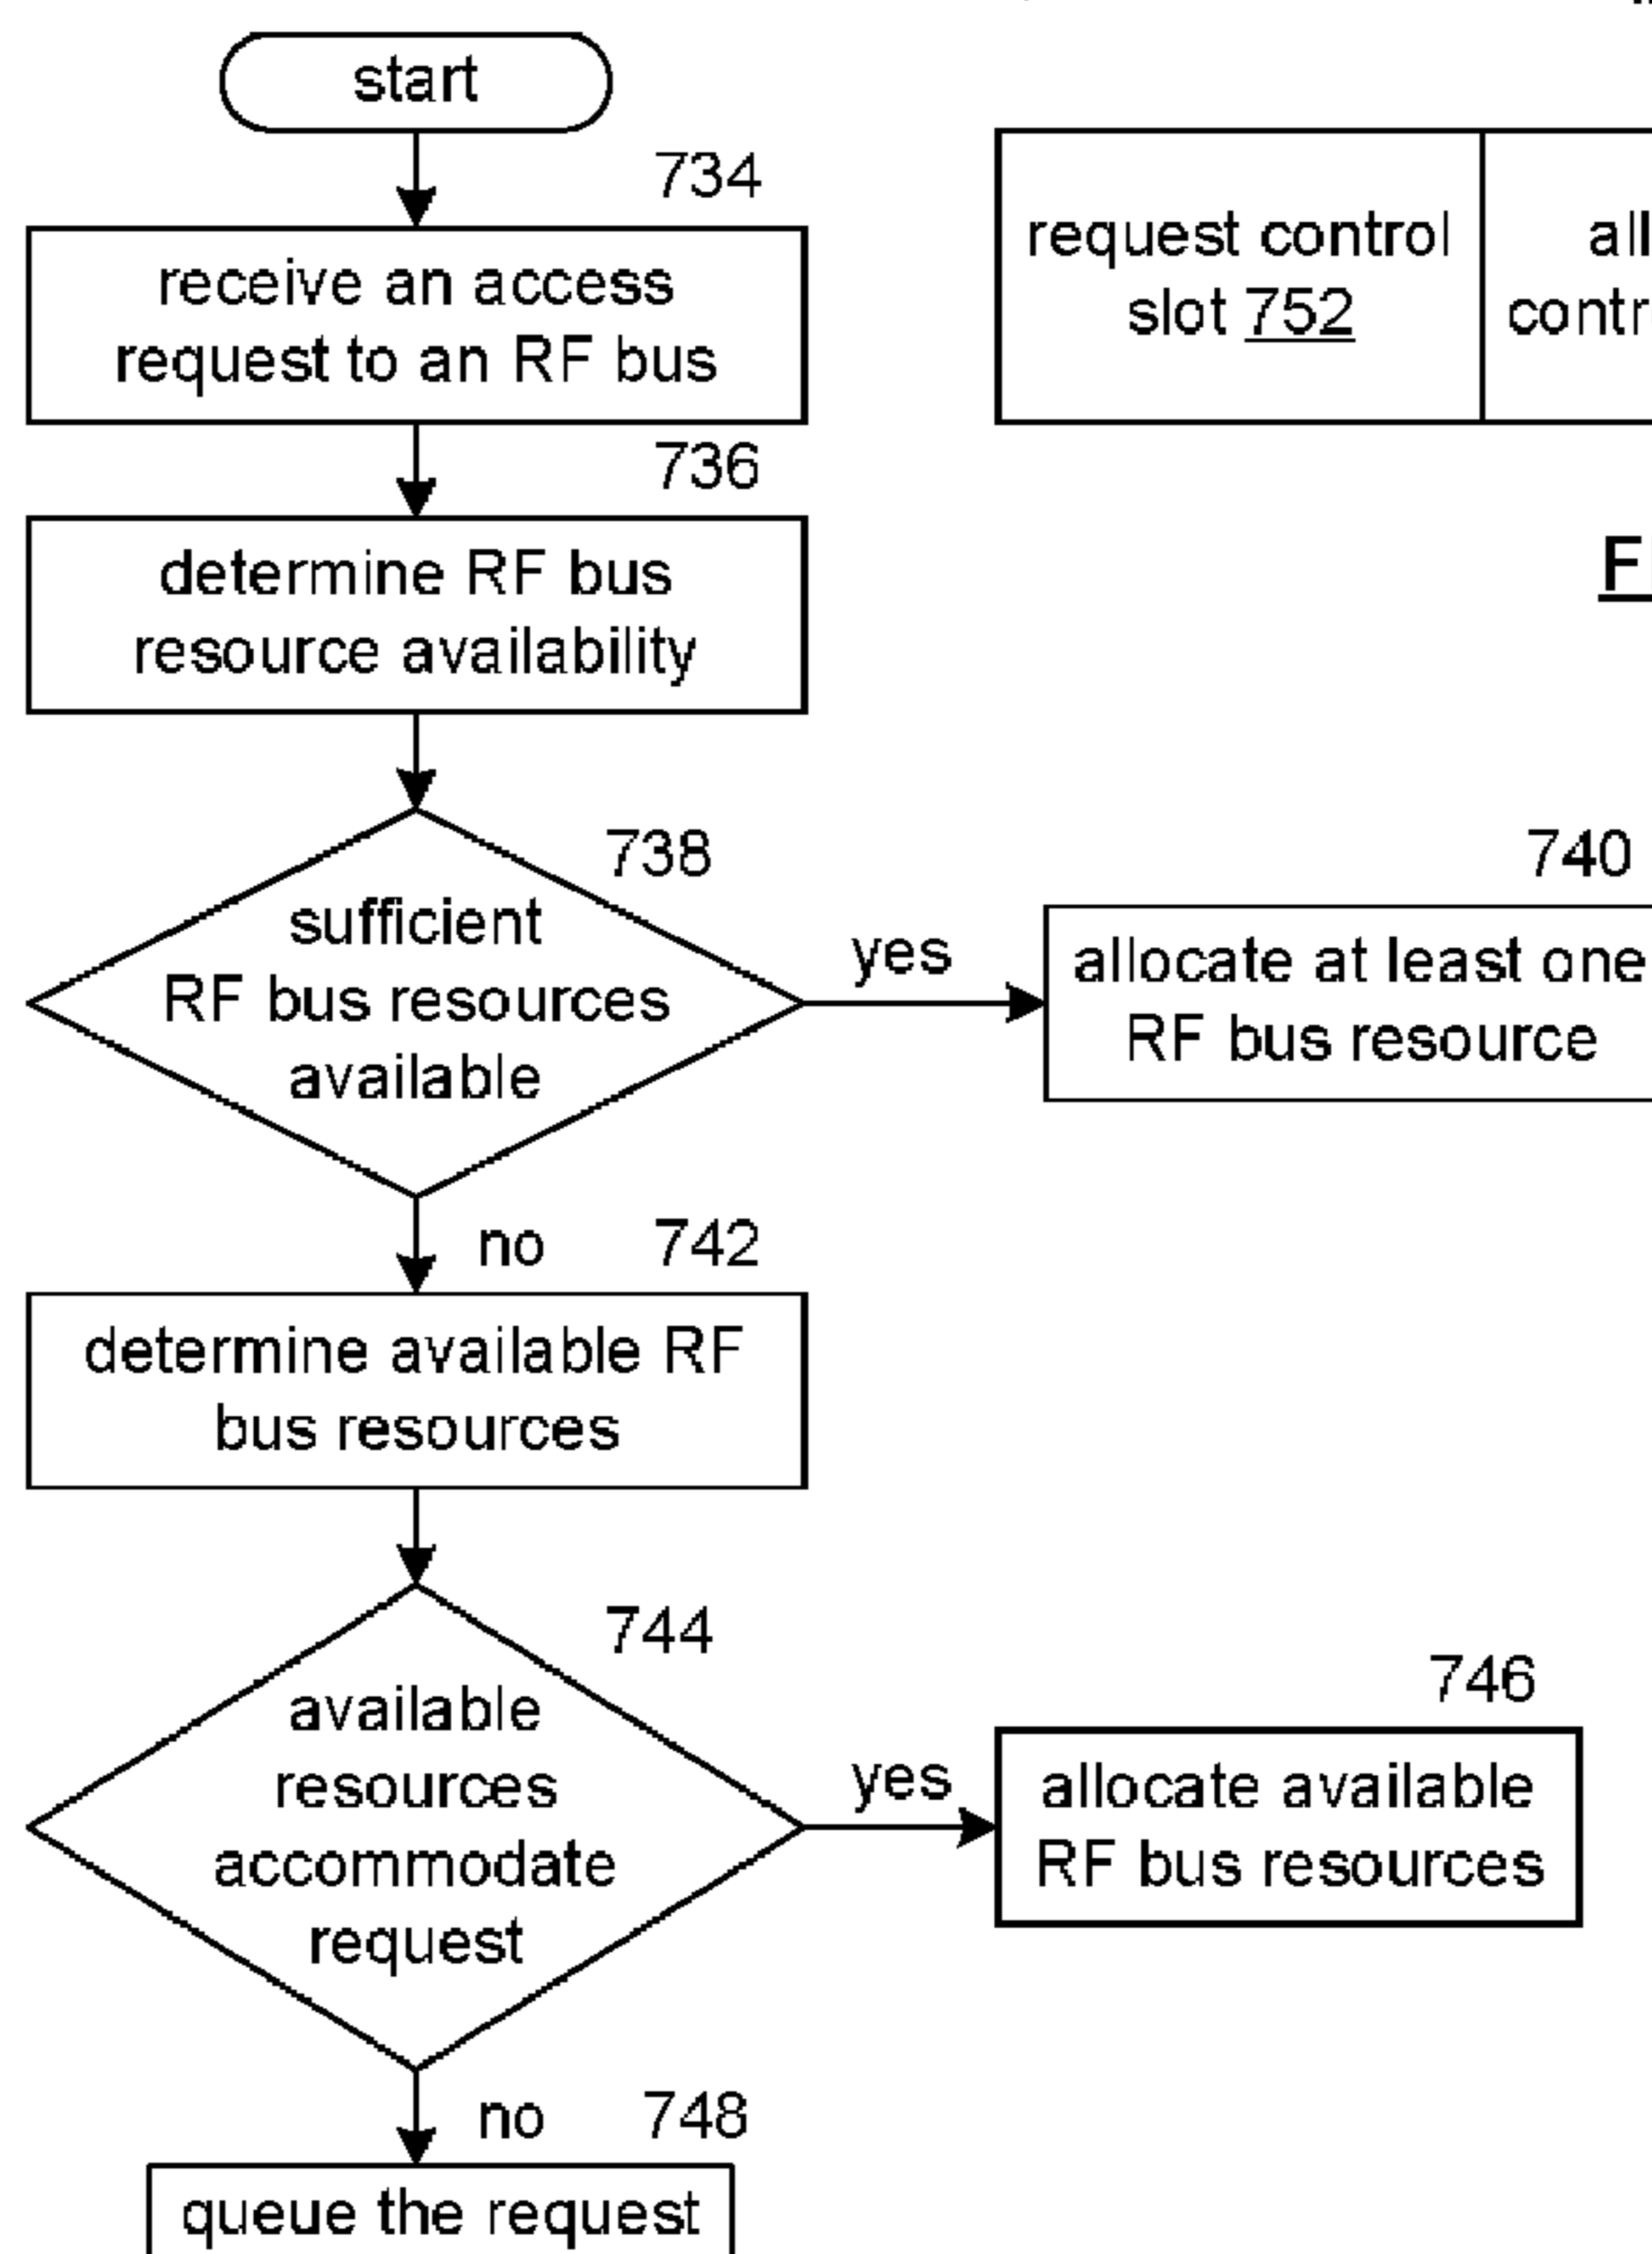 start
734
receive an access
request to an RF bus
request control
slot 752
736
determine RF bus
resource availability
738
sufficient
RF bus resources
available
yes
740
allocate at least one
RF bus resource
no
742
determine available RF
bus resources
744
available
resources
accommodate
request
yes
746
allocate available
RF bus resources
no
748
queue the request